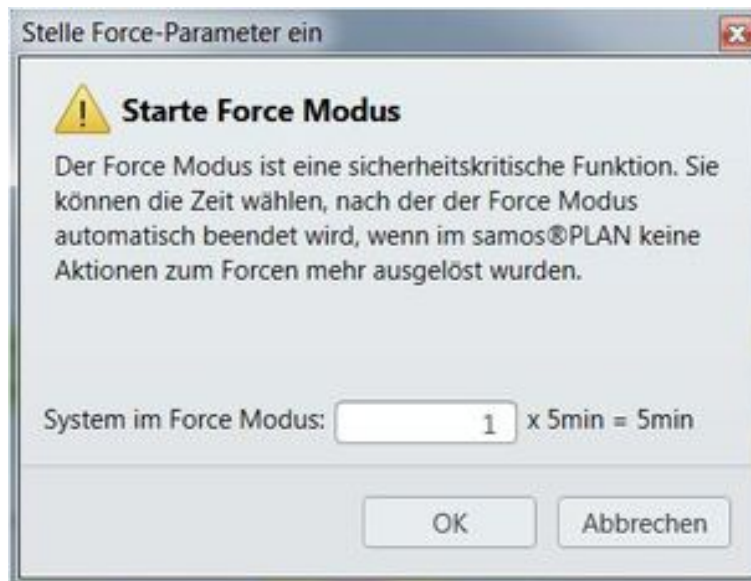 Stelle Force-Parameter ein
Starte Force Modus
Der Force Modus ist eine sicherheitskritische Funktion. Sie
können die Zeit wählen, nach der der Force Modus
automatisch beendet wird, wenn im samos®PLAN keine
Aktionen zum Forcen mehr ausgelöst wurden.
System im Force Modus: 1 x 5min = 5min
OK Abbrechen